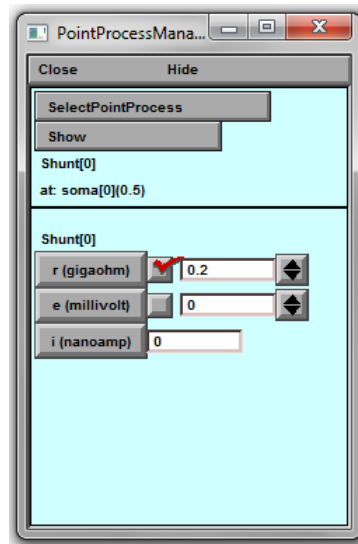 PointProcessMana...
Close Hide
SelectPointProcess
Show
Shunt[0]
at: soma[0](0.5)
Shunt[0]
r (gigaohm) 0.2
e (millivolt) 0
i (nanoamp) 0